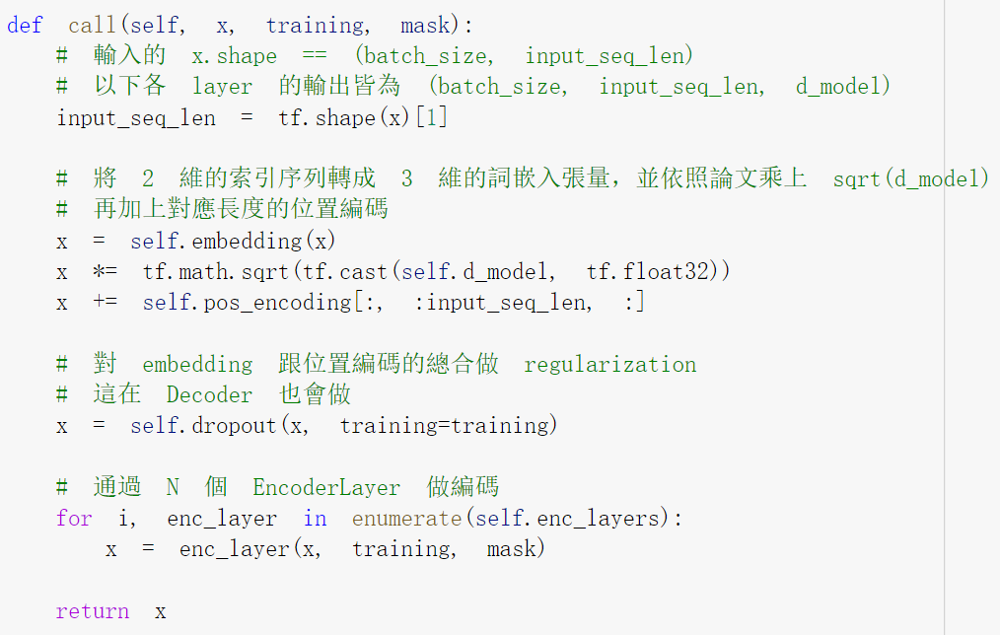 def call(self, x, training, mask):
# 輸入的 x.shape == (batch_size, input_seq_len)
# 以下各 layer 的輸出皆為 (batch_size, input_seq_len, d_model)
input_seq_len = tf.shape(x)[1]
# 將 2 維的索引序列轉成 3 維的詞嵌入張量，並依照論文乘上 sqrt(d_model)
# 再加上對應長度的位置編碼
x = self.embedding(x)
x *= tf.math.sqrt(tf.cast(self.d_model, tf.float32))
x += self.pos_encoding[:, :input_seq_len, :]
# 對 embedding 跟位置編碼的總合做 regularization
# 這在 Decoder 也會做
x = self.dropout(x, training=training)
# 通過 N 個 EncoderLayer 做編碼
for i, enc_layer in enumerate(self.enc_layers):
x = enc_layer(x, training, mask)
return x